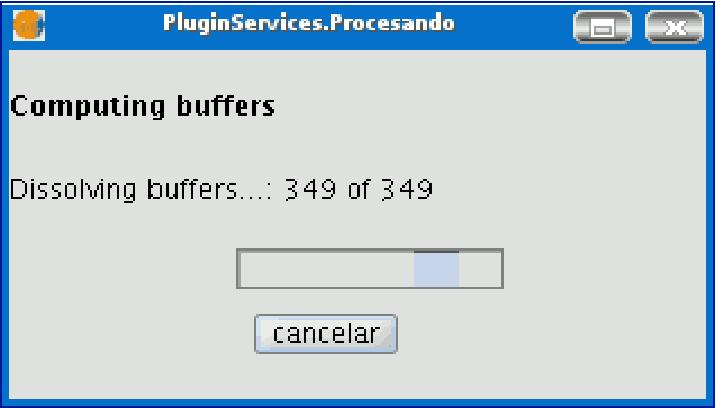 PluginServices.Procesando
Computing buffers
Dissolving buffers...: 349 of 349
cancelar